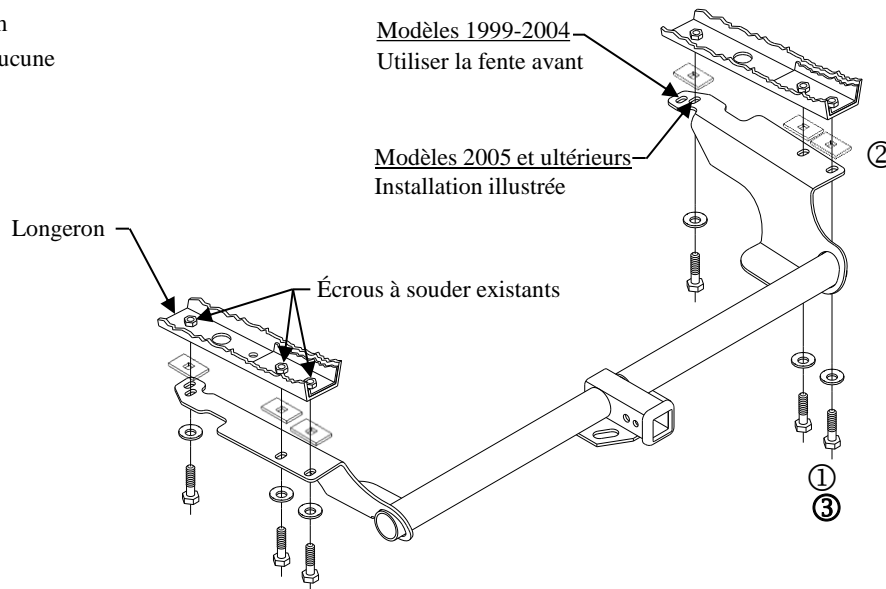 ucune
Modèles 1999-2004
Utiliser la fente avant
②
Modèles 2005 et ultérieurs
Installation illustrée
Longeron
Écrous à souder existants
①
③